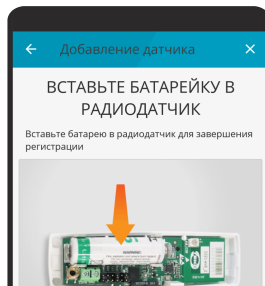 Добавление датчика
ВСТАВЬТЕ БАТАРЕЙКУ В
РАДИОДАТЧИК
Вставьте батарею в радиодатчик для завершения
регистрации